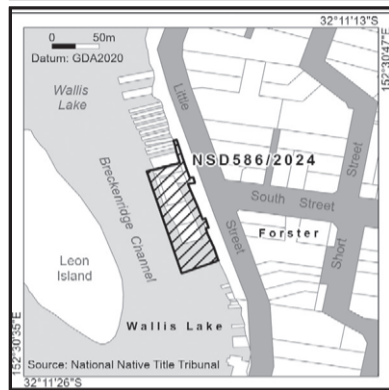 32°11'13"S
0 50m
Datum: GDA2020
152°30'47"E
Wallis
Lake
Little
NSD586/2024
Breckenridge Channel
South Street
Street
Forster
Street
Short
Leon
Island
Wallis Lake
152°30'35"E
Source: National Native Title Tribunal
32°11'26"S